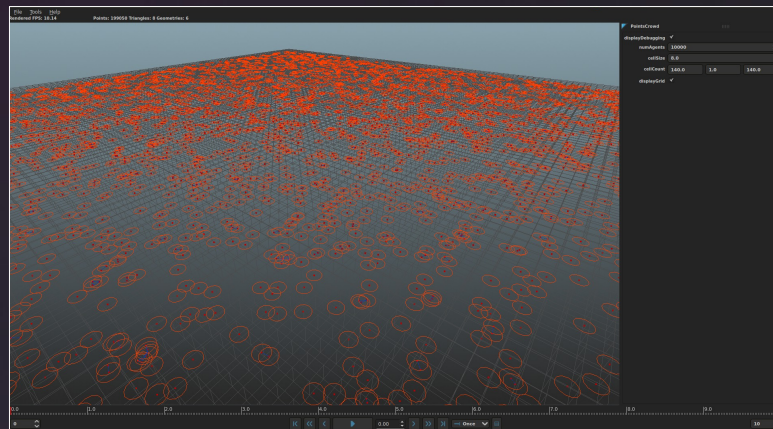 File Tools Help
Rendered FPS: 10.14 Points: 199050 Triangles: 0 Geometries: 6
PointsCrowd
displayDebugging
numAgents 10000
cellSize 8.0
cellCount 140.0 1.0 140.0
displayGrid
0.0 1.0 2.0 3.0 4.0 5.0 6.0 7.0 8.0 9.0
0 0.00 Once 10